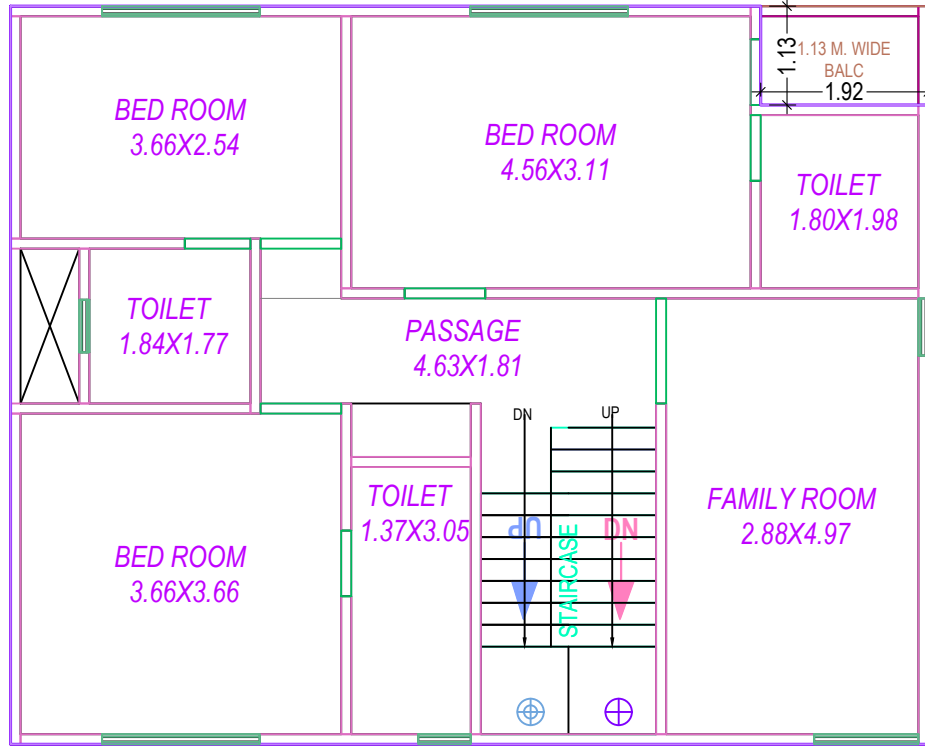 1.13 M. WIDE
BALC
1.13
1.92
BED ROOM
3.66X2.54
BED ROOM
4.56X3.11
TOILET
1.80X1.98
TOILET
1.84X1.77
PASSAGE
4.63X1.81
DN
UP
TOILET
1.37X3.05
UP
DN
STAIRCASE
FAMILY ROOM
2.88X4.97
BED ROOM
3.66X3.66